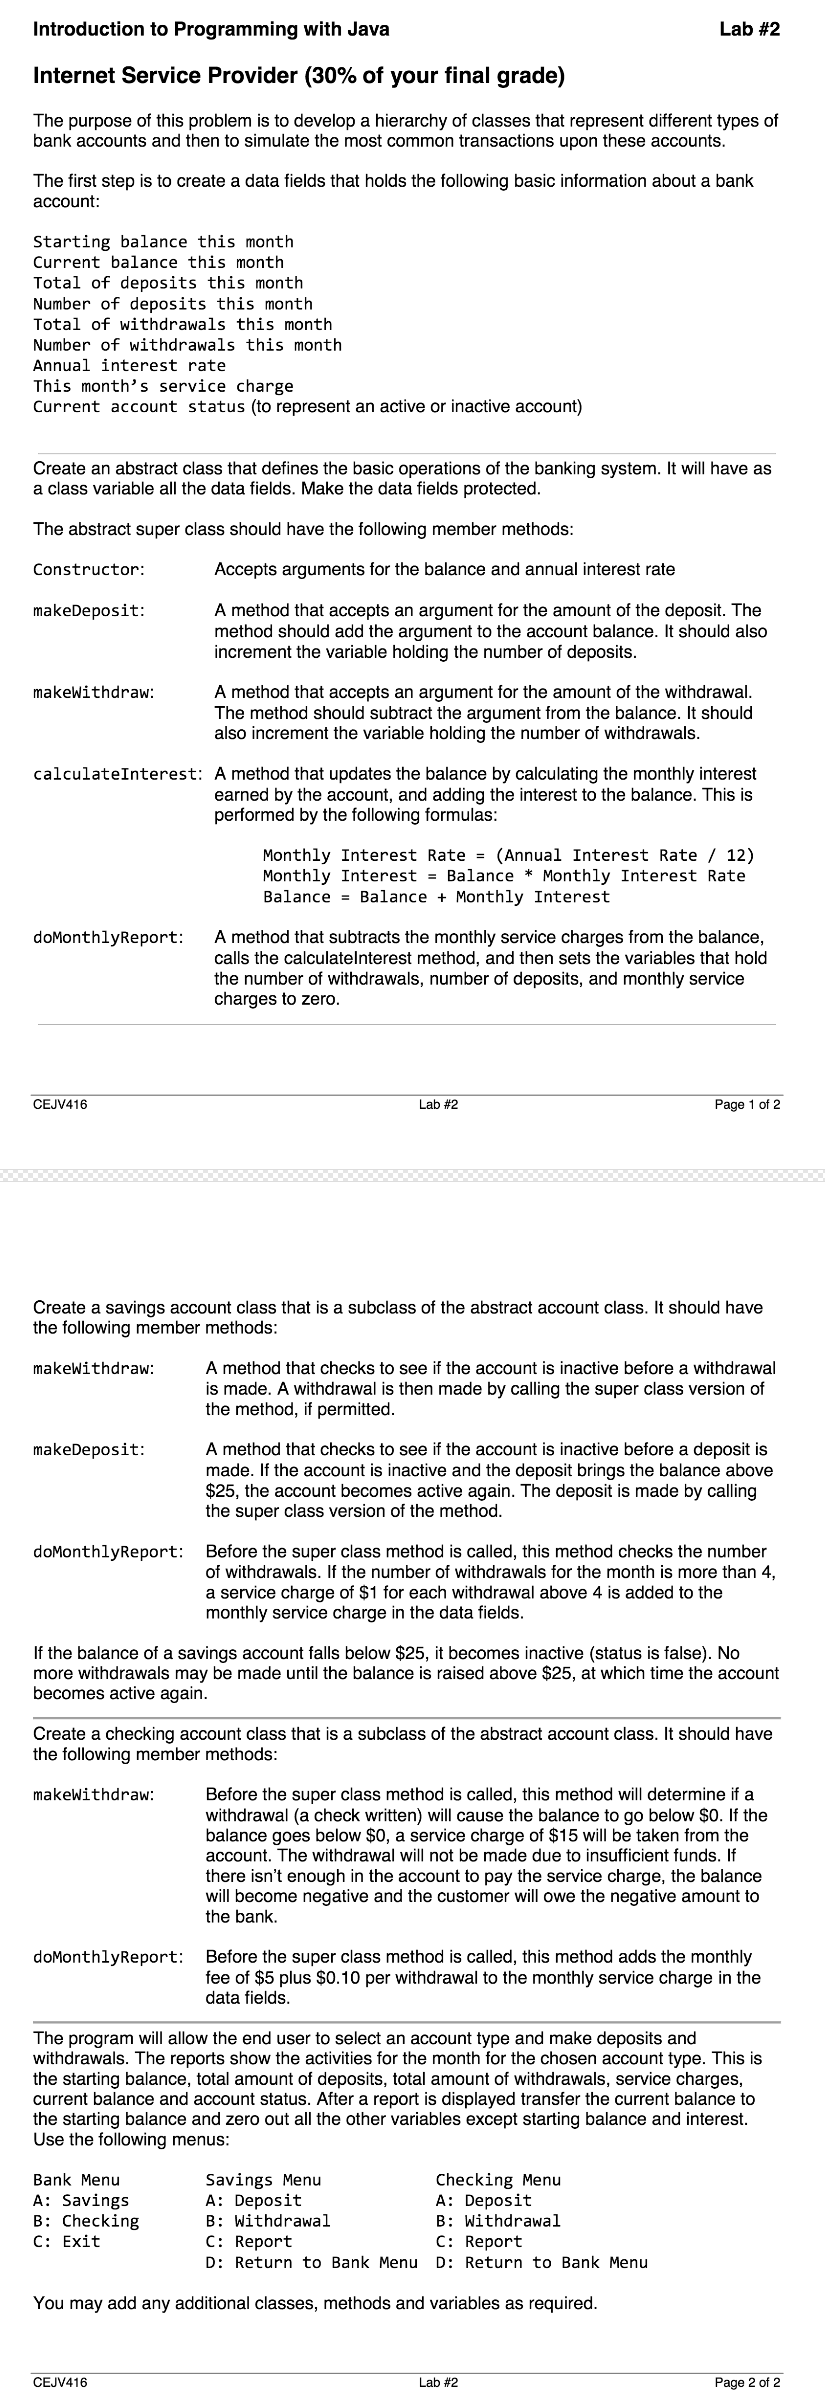 Introduction to Programming with Java Lab #2
Internet Service Provider (30% of your final grade)
The purpose of this problem is to develop a hierarchy of classes that represent different types of
bank accounts and then to simulate the most common transactions upon these accounts.
The first step is to create a data fields that holds the following basic information about a bank
account:
Starting balance this month
Current balance this month
Total of deposits this month
Number of deposits this month
Total of withdrawals this month
Number of withdrawals this month
Annual interest rate
This month’s service charge
Current account status (to represent an active or inactive account)
Create an abstract class that defines the basic operations of the banking system. It will have as
a class variable all the data fields. Make the data fields protected.
The abstract super class should have the following member methods:
Constructor: Accepts arguments for the balance and annual interest rate
makeDeposit: A method that accepts an argument for the amount of the deposit. The
method should add the argument to the account balance. It should also
increment the variable holding the number of deposits.
makeWithdraw: A method that accepts an argument for the amount of the withdrawal.
The method should subtract the argument from the balance. It should
also increment the variable holding the number of withdrawals.
calculateInterest: A method that updates the balance by calculating the monthly interest
earned by the account, and adding the interest to the balance. This is
performed by the following formulas:
Monthly Interest Rate = (Annual Interest Rate / 12)
Monthly Interest = Balance * Monthly Interest Rate
Balance = Balance + Monthly Interest
doMonthlyReport: A method that subtracts the monthly service charges from the balance,
calls the calculateInterest method, and then sets the variables that hold
the number of withdrawals, number of deposits, and monthly service
charges to zero.
CEJV416 Lab #2 Page 1 of 2
Create a savings account class that is a subclass of the abstract account class. It should have
the following member methods:
makeWithdraw: A method that checks to see if the account is inactive before a withdrawal
is made. A withdrawal is then made by calling the super class version of
the method, if permitted.
makeDeposit: A method that checks to see if the account is inactive before a deposit is
made. If the account is inactive and the deposit brings the balance above
$25, the account becomes active again. The deposit is made by calling
the super class version of the method.
doMonthlyReport: Before the super class method is called, this method checks the number
of withdrawals. If the number of withdrawals for the month is more than 4,
a service charge of $1 for each withdrawal above 4 is added to the
monthly service charge in the data fields.
If the balance of a savings account falls below $25, it becomes inactive (status is false). No
more withdrawals may be made until the balance is raised above $25, at which time the account
becomes active again.
Create a checking account class that is a subclass of the abstract account class. It should have
the following member methods:
makeWithdraw: Before the super class method is called, this method will determine if a
withdrawal (a check written) will cause the balance to go below $0. If the
balance goes below $0, a service charge of $15 will be taken from the
account. The withdrawal will not be made due to insufficient funds. If
there isn’t enough in the account to pay the service charge, the balance
will become negative and the customer will owe the negative amount to
the bank.
doMonthlyReport: Before the super class method is called, this method adds the monthly
fee of $5 plus $0.10 per withdrawal to the monthly service charge in the
data fields.
The program will allow the end user to select an account type and make deposits and
withdrawals. The reports show the activities for the month for the chosen account type. This is
the starting balance, total amount of deposits, total amount of withdrawals, service charges,
current balance and account status. After a report is displayed transfer the current balance to
the starting balance and zero out all the other variables except starting balance and interest.
Use the following menus:
Bank Menu Savings Menu Checking Menu
A: Savings A: Deposit A: Deposit
B: Checking B: Withdrawal B: Withdrawal
C: Exit C: Report C: Report
D: Return to Bank Menu D: Return to Bank Menu
You may add any additional classes, methods and variables as required.
CEJV416 Lab #2 Page 2 of 2